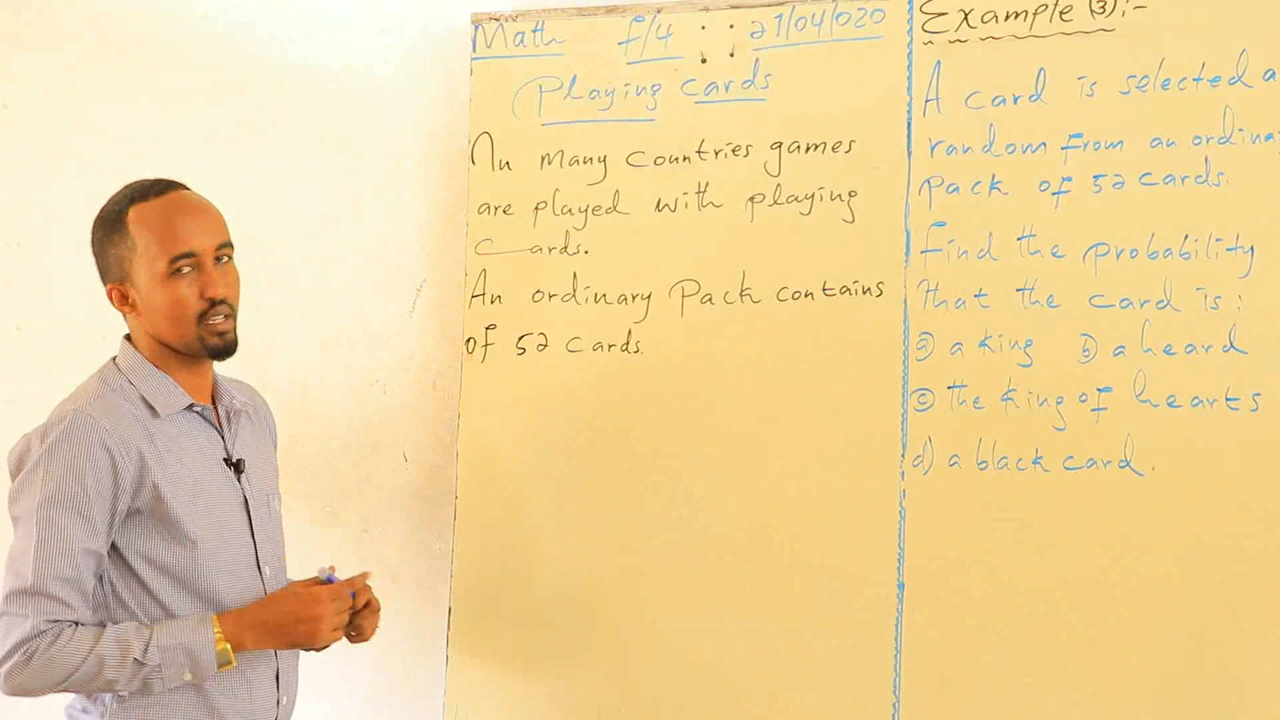 Math f/4 : : 21/04/020
Playing cards
In many countries games
are played with playing
cards.
An ordinary Pack contains
of 52 cards.
Example (3):-
A card is selected a
random from an ordina
pack of 52 cards.
find the probability
that the card is:
a) a king b) a heard
c) the king of hearts
d) a black card.